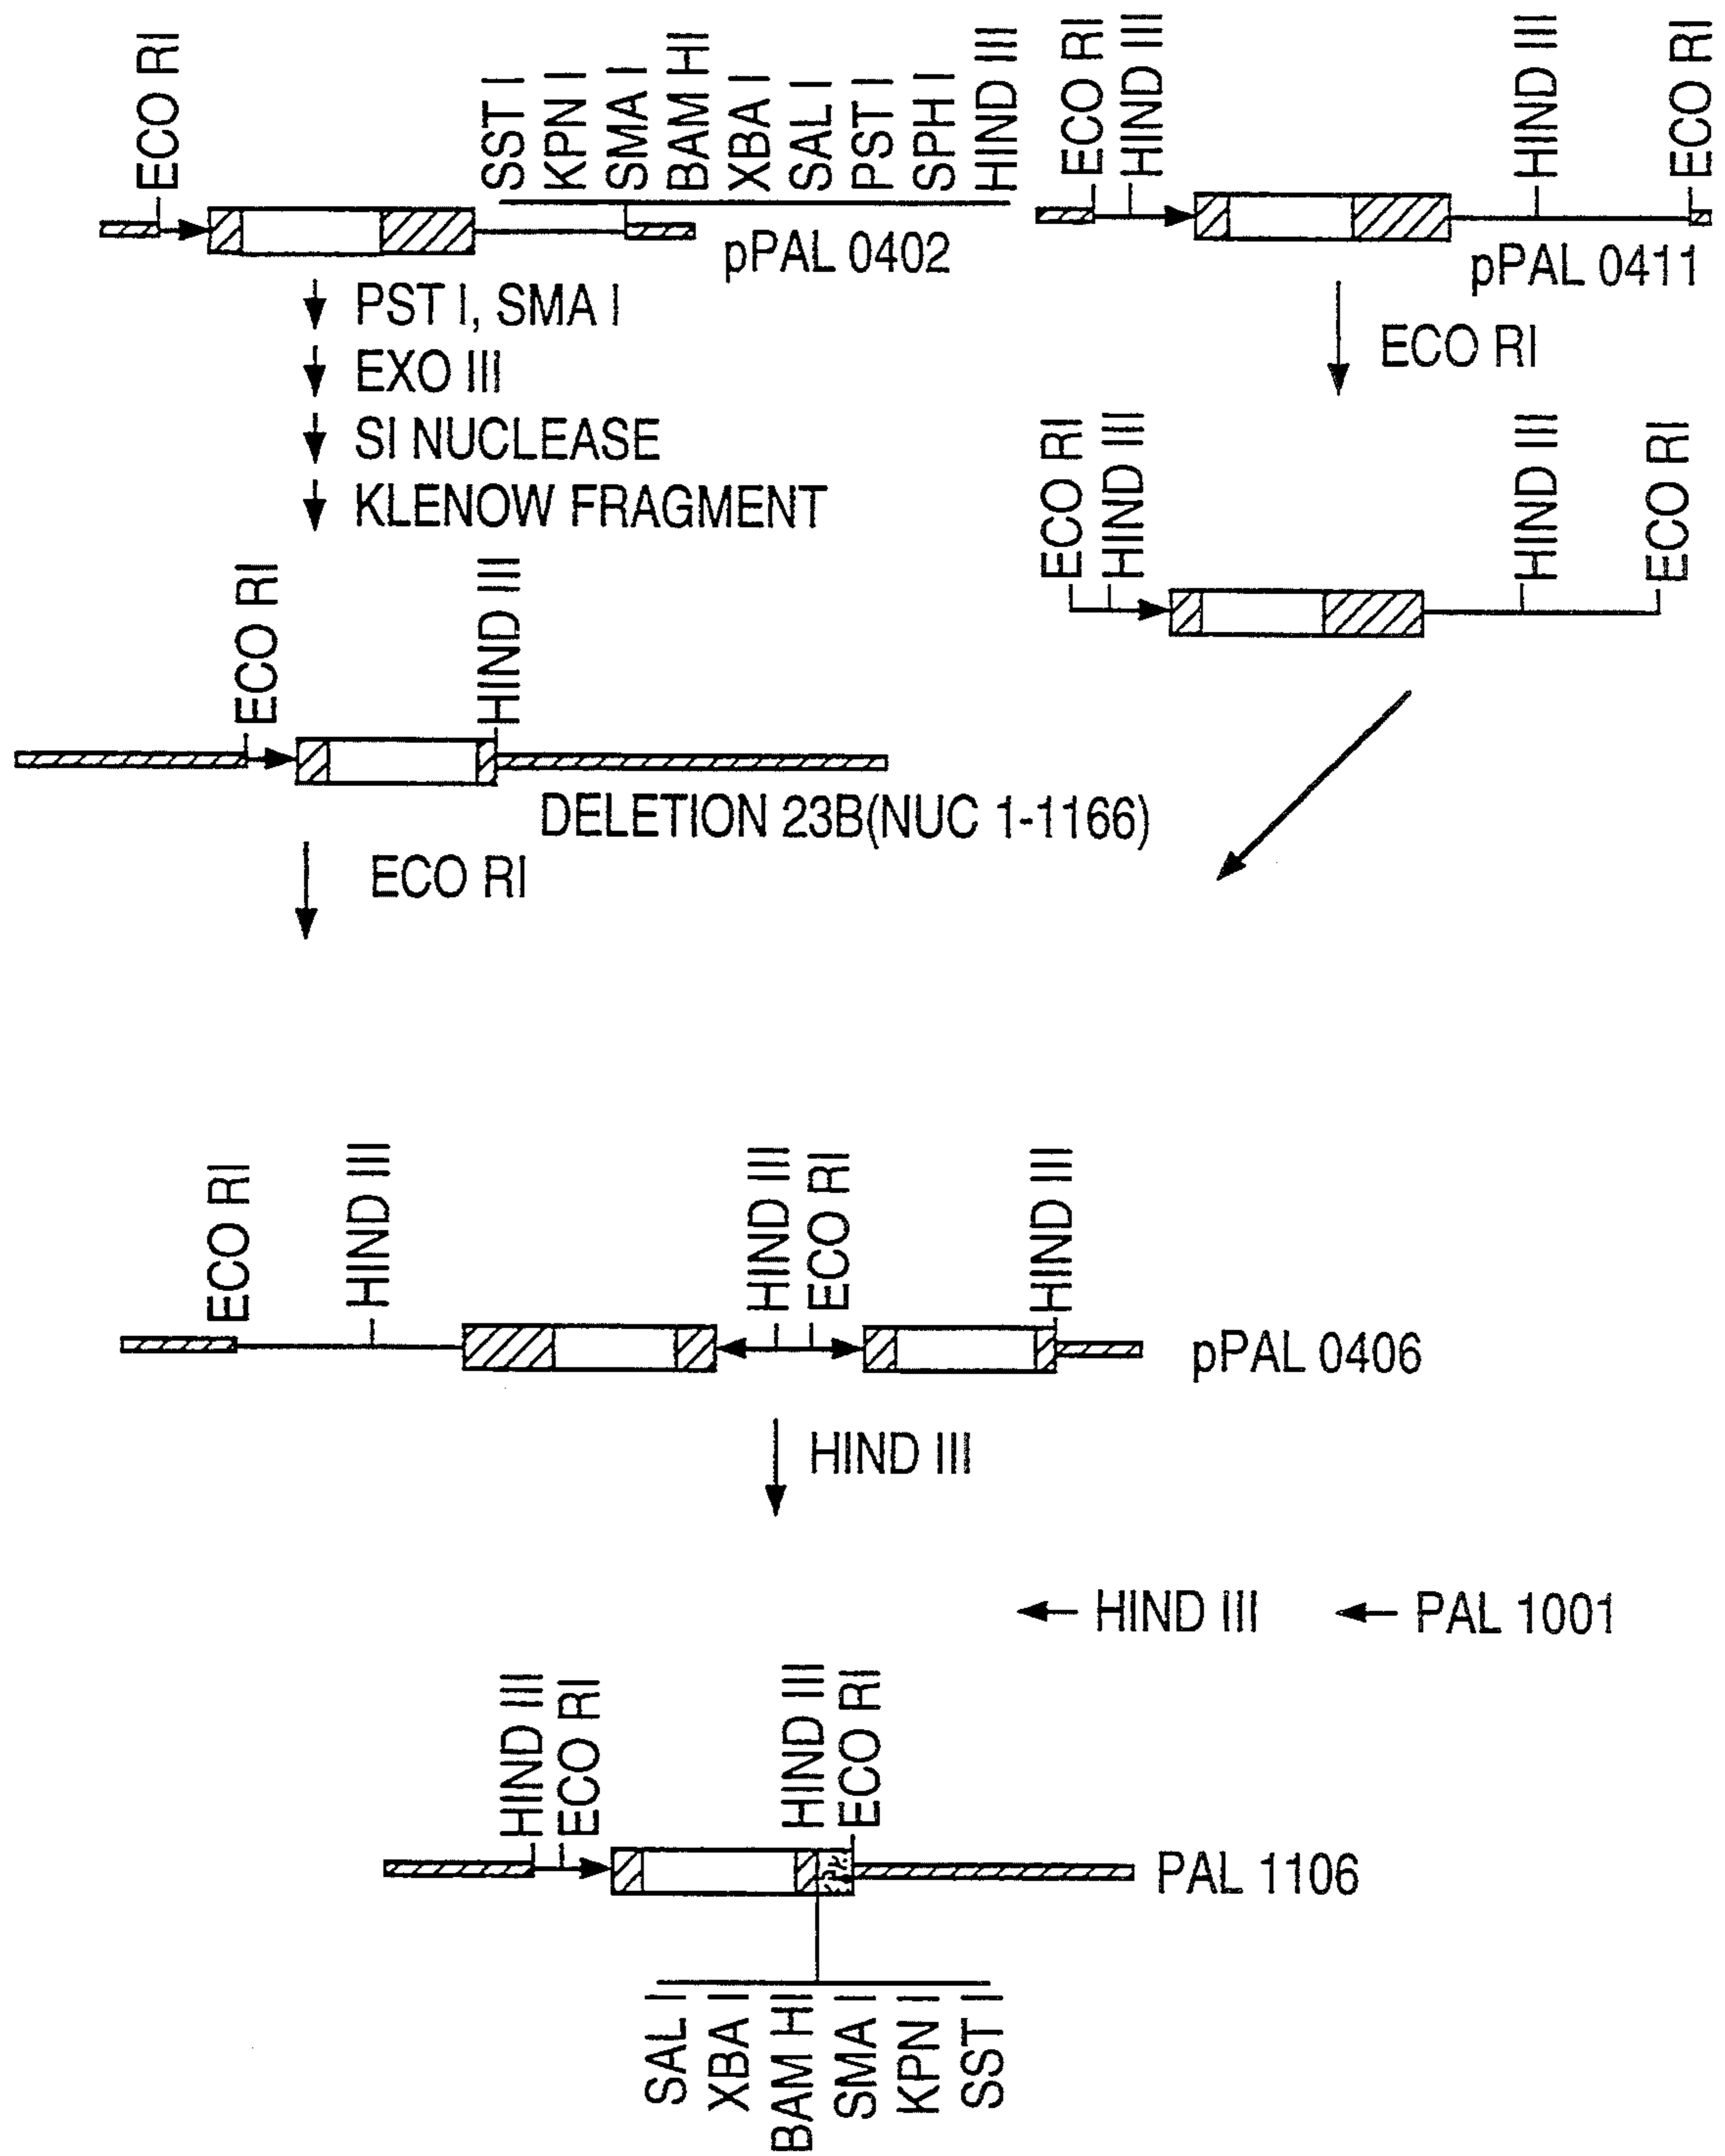 ECO RI
SST I
KPN I
SMA I
BAM HI
XBA I
SAL I
PST I
SPH I
HIND III
pPAL 0402
ECO RI
HIND III
HIND III
ECO RI
pPAL 0411
PST I, SMA I
EXO III
SI NUCLEASE
KLENOW FRAGMENT
ECO RI
ECO RI
HIND III
HIND III
ECO RI
ECO RI
HIND III
DELETION 23B(NUC 1-1166)
ECO RI
ECO RI
HIND III
HIND III
ECO RI
HIND III
pPAL 0406
HIND III
HIND III
PAL 1001
HIND III
ECO RI
HIND III
ECO RI
PAL 1106
SAL I
XBA I
BAM HI
SMA I
KPN I
SST I